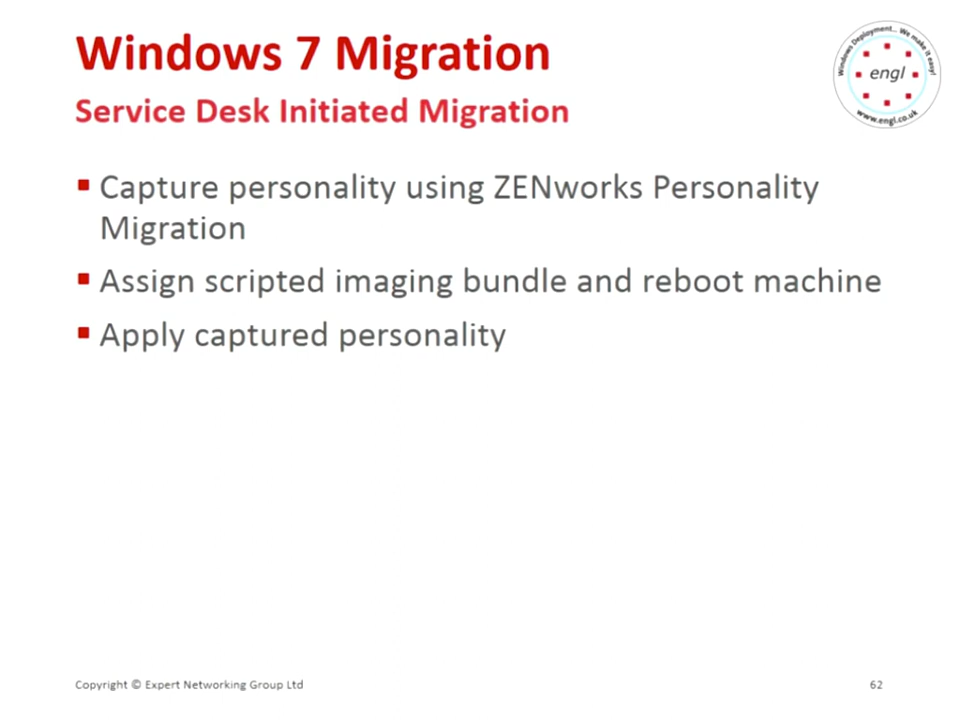 Windows 7 Migration
Service Desk Initiated Migration
Windows Deployment... We make it easy!
engl
www.engl.co.uk
▪ Capture personality using ZENworks Personality
Migration
▪ Assign scripted imaging bundle and reboot machine
▪ Apply captured personality
Copyright © Expert Networking Group Ltd
62